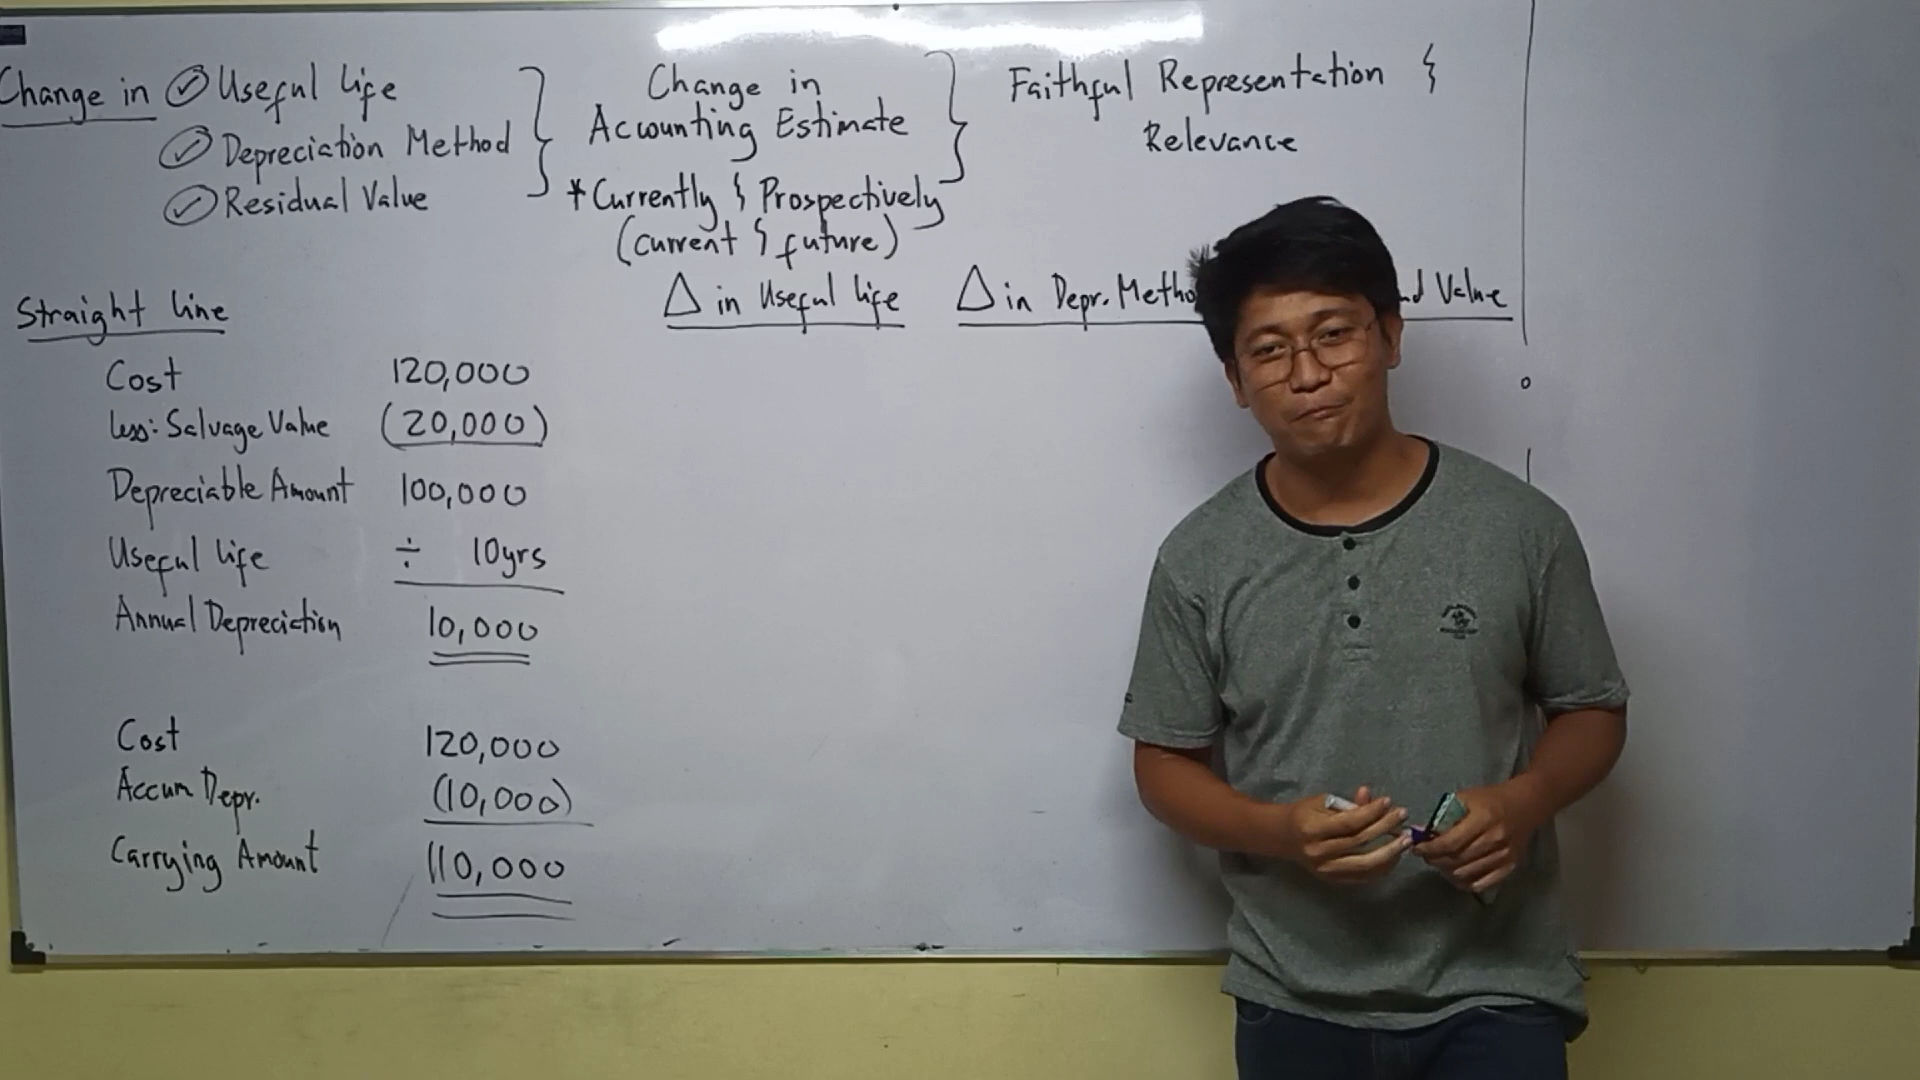 Change in ✓ Useful life
✓ Depreciation Method
✓ Residual Value
Change in
Accounting Estimate
* Currently & Prospectively
(current & future)
Faithful Representation &
Relevance
Straight line
Cost 120,000
Less: Salvage Value (20,000)
Depreciable Amount 100,000
Useful life ÷ 10yrs
Annual Depreciation 10,000
Cost 120,000
Accum Depr. (10,000)
Carrying Amount 110,000
Δ in Useful life
Δ in Depr. Metho
Value